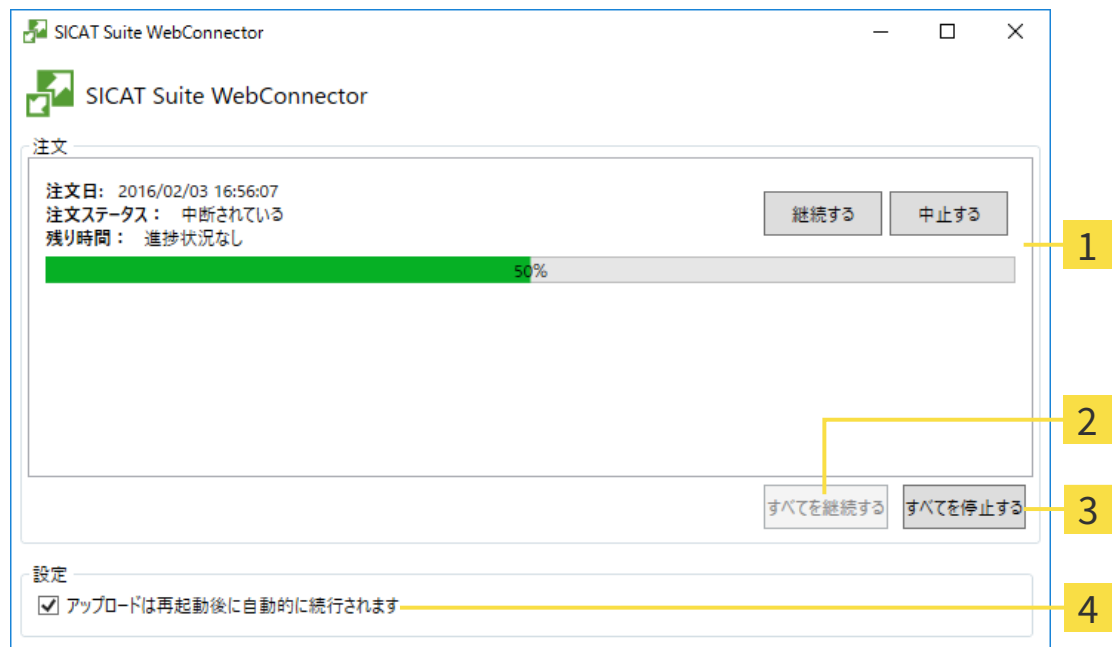 SICAT Suite WebConnector
SICAT Suite WebConnector
注文
注文日: 2016/02/03 16:56:07
注文ステータス： 中断されている
残り時間： 進捗状況なし
継続する 中止する
1
50%
2
すべてを継続する すべてを停止する
3
設定
アップロードは再起動後に自動的に続行されます
4